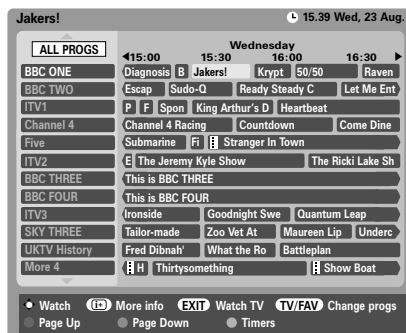 Jakers! 15.39 Wed, 23 Aug.
ALL PROGS Wednesday
15:00 15:30 16:00 16:30
BBC ONE Diagnosis B Jakers! Krypt 50/50 Raven
BBC TWO Escap Sudo-Q Ready Steady C Let Me Ent
ITV1 P F Spon King Arthur's D Heartbeat
Channel 4 Channel 4 Racing Countdown Come Dine
Five Submarine Fi Stranger In Town
ITV2 E The Jeremy Kyle Show The Ricki Lake Sh
BBC THREE This is BBC THREE
BBC FOUR This is BBC FOUR
ITV3 Ironside Goodnight Swe Quantum Leap
SKY THREE Tailor-made Zoo Vet At Maureen Lip Underc
UKTV History Fred Dibnah' What the Ro Battleplan
More 4 H Thirtysomething Show Boat
Watch i+ More info EXIT Watch TV TV/FAV Change progs
Page Up Page Down Timers